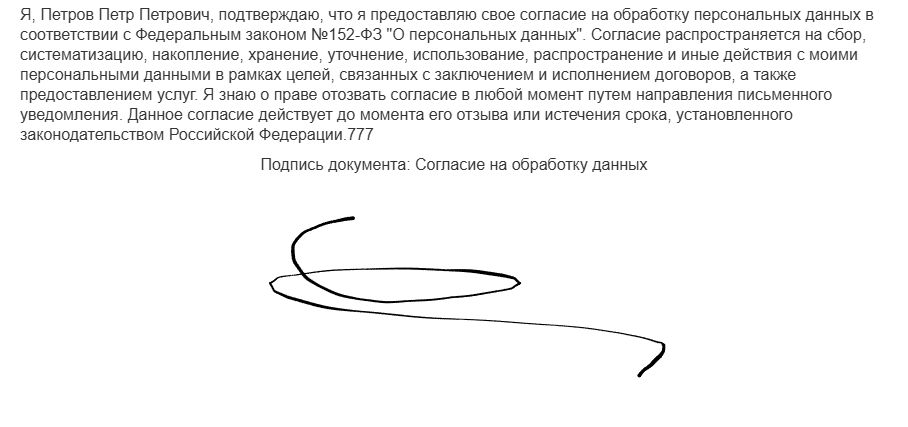 Я, Петров Петр Петрович, подтверждаю, что я предоставляю свое согласие на обработку персональных данных в
соответствии с Федеральным законом №152-ФЗ "О персональных данных". Согласие распространяется на сбор,
систематизацию, накопление, хранение, уточнение, использование, распространение и иные действия с моими
персональными данными в рамках целей, связанных с заключением и исполнением договоров, а также
предоставлением услуг. Я знаю о праве отозвать согласие в любой момент путем направления письменного
уведомления. Данное согласие действует до момента его отзыва или истечения срока, установленного
законодательством Российской Федерации.777
Подпись документа: Согласие на обработку данных